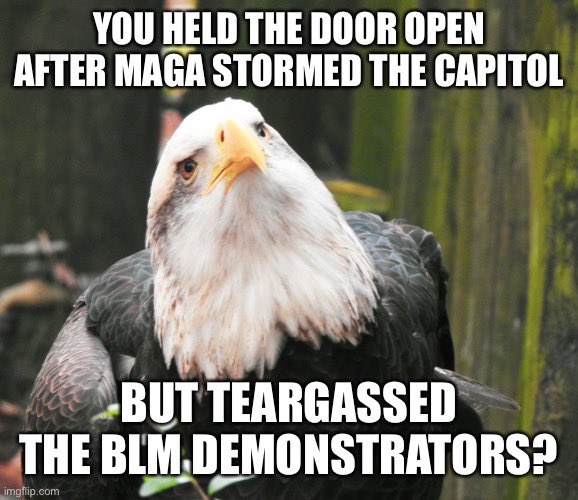 YOU HELD THE DOOR OPEN
AFTER MAGA STORMED THE CAPITOL
BUT TEARGASSED
THE BLM DEMONSTRATORS?
imgflip.com